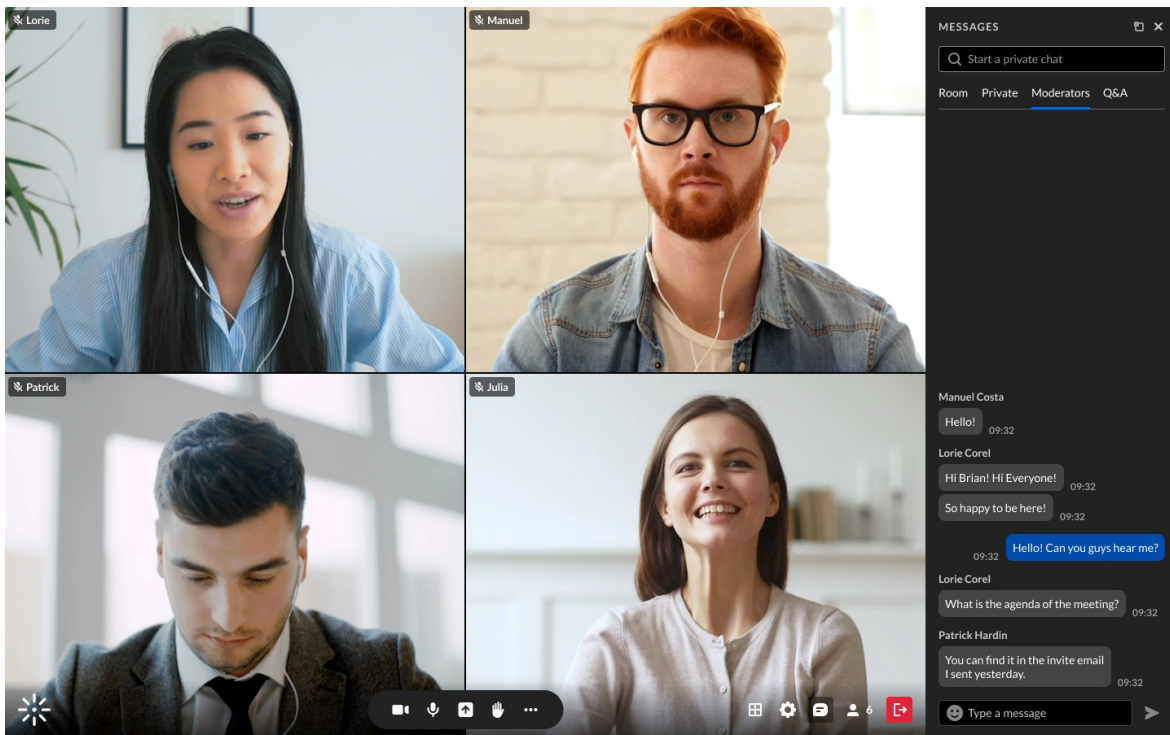 Lorie
Manuel
Patrick
Julia
6
MESSAGES
Start a private chat
Room Private Moderators Q&A
Manuel Costa
Hello!
09:32
Lorie Corel
Hi Brian! Hi Everyone!
09:32
So happy to be here!
09:32
Hello! Can you guys hear me?
09:32
Lorie Corel
What is the agenda of the meeting?
09:32
Patrick Hardin
You can find it in the invite email
I sent yesterday.
09:32
Type a message